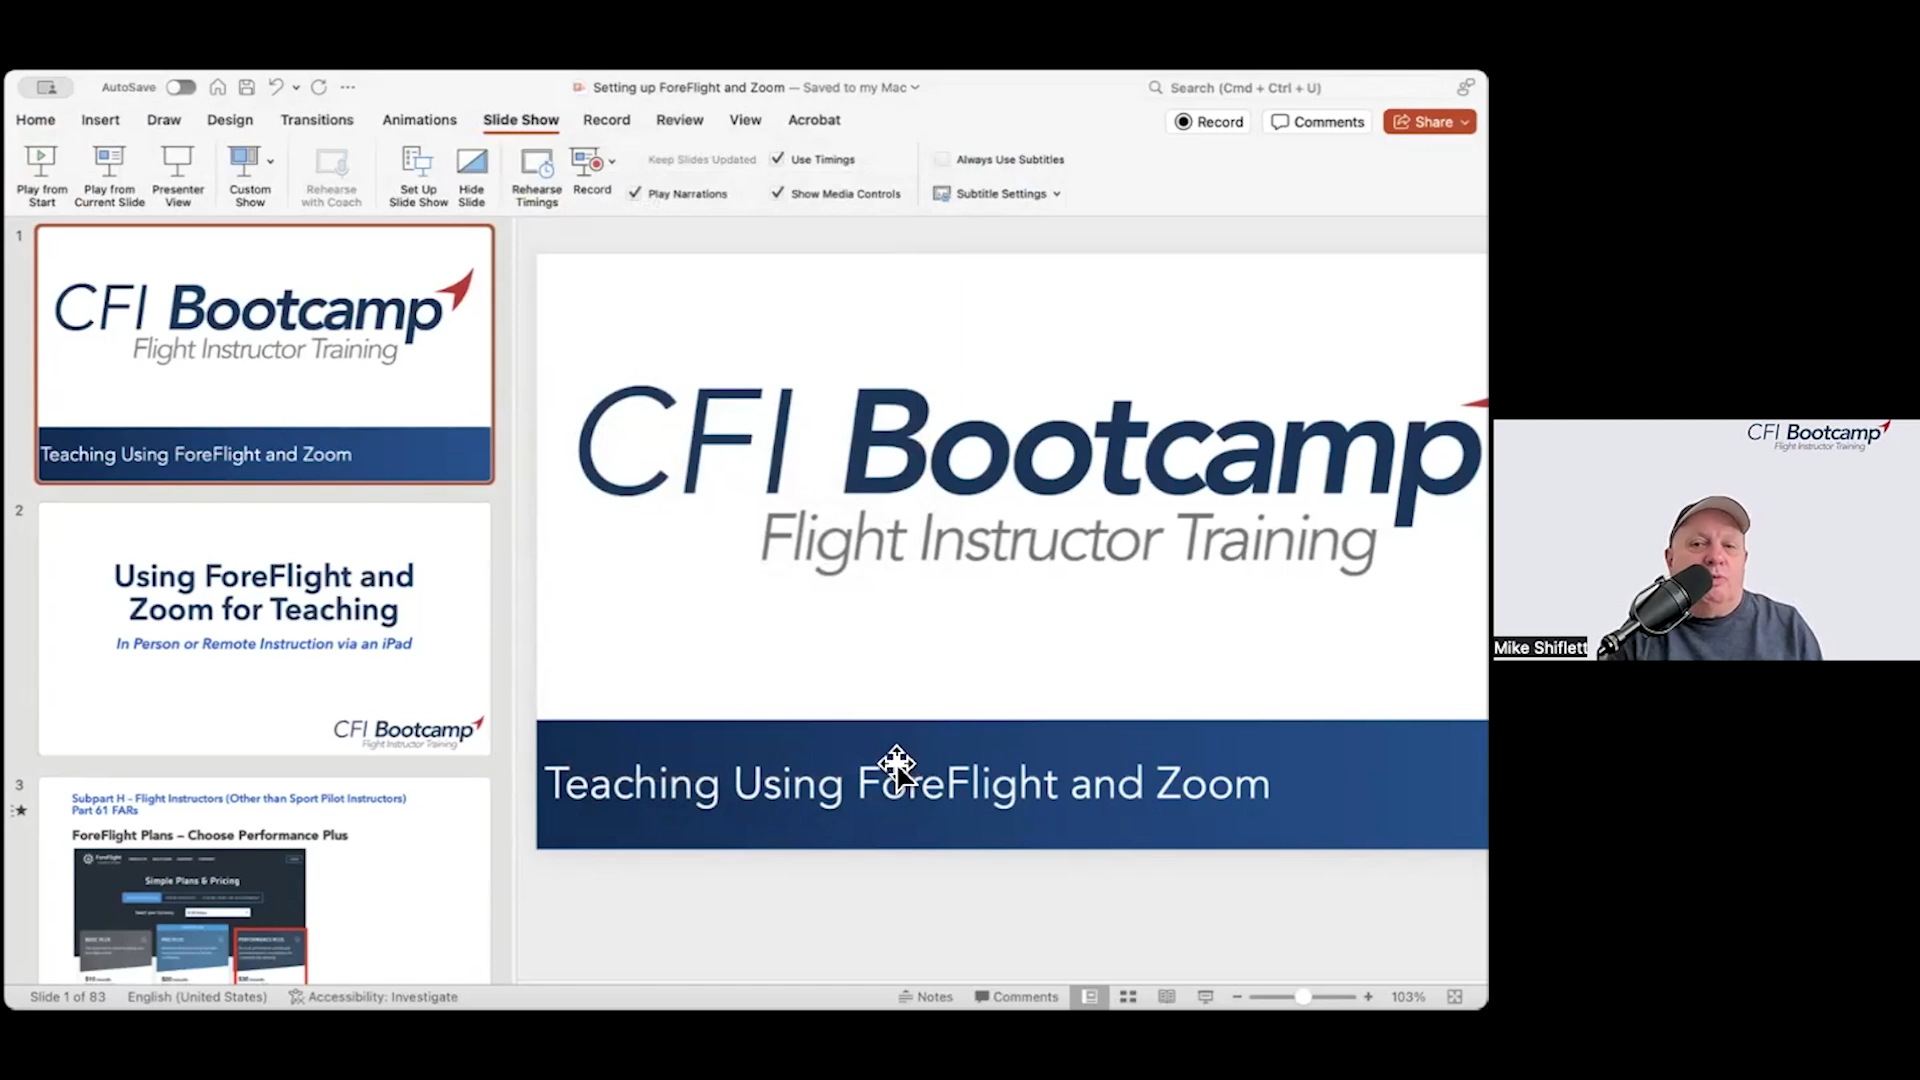 AutoSave
Setting up ForeFlight and Zoom — Saved to my Mac
Search (Cmd + Ctrl + U)
Home Insert Draw Design Transitions Animations Slide Show Record Review View Acrobat
Record Comments Share
Play from Start
Play from Current Slide
Presenter View
Custom Show
Rehearse with Coach
Set Up Slide Show
Hide Slide
Rehearse Timings
Record
Keep Slides Updated
Use Timings
Play Narrations
Show Media Controls
Always Use Subtitles
Subtitle Settings
1
CFI Bootcamp
Flight Instructor Training
Teaching Using ForeFlight and Zoom
2
Using ForeFlight and
Zoom for Teaching
In Person or Remote Instruction via an iPad
CFI Bootcamp
Flight Instructor Training
3
Subpart H – Flight Instructors (Other than Sport Pilot Instructors)
Part 61 FARs
ForeFlight Plans – Choose Performance Plus
ForeFlight
Simple Plans & Pricing
CFI Bootcamp
Flight Instructor Training
Teaching Using ForeFlight and Zoom
CFI Bootcamp
Flight Instructor Training
Mike Shiflett
Slide 1 of 83 English (United States) Accessibility: Investigate
Notes Comments 103%